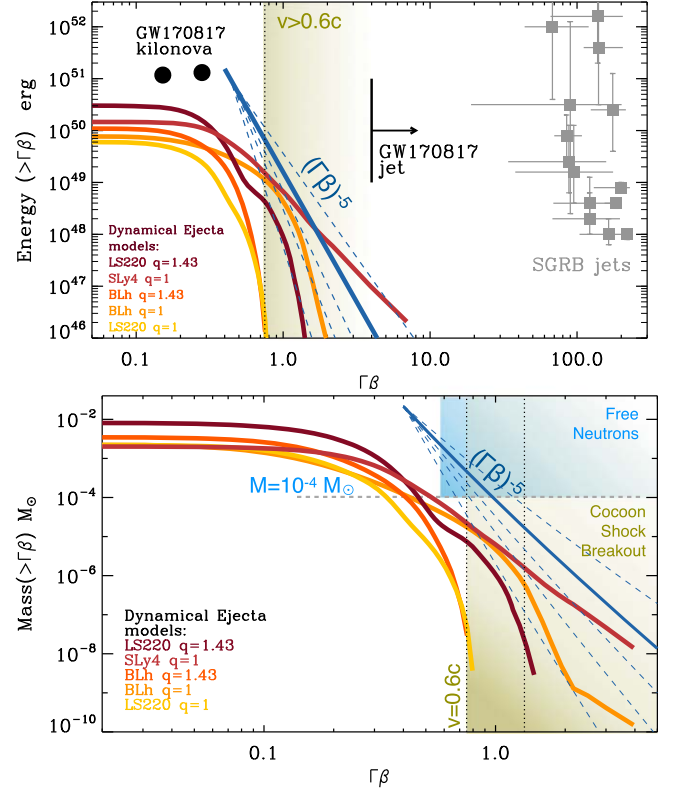 10^52
10^51
10^50
10^49
10^48
10^47
10^46
Energy (>Γβ) erg
GW170817
kilonova
v>0.6c
GW170817
jet
(Γβ)^-5
SGRB jets
Dynamical Ejecta
models:
LS220 q=1.43
SLy4 q=1
BLh q=1.43
BLh q=1
LS220 q=1
0.1
1.0
10.0
100.0
Γβ
10^-2
10^-4
10^-6
10^-8
10^-10
Mass(>Γβ) M_⊙
Free
Neutrons
(Γβ)^-5
M=10^-4 M_⊙
Cocoon
Shock
Breakout
Dynamical Ejecta
models:
LS220 q=1.43
SLy4 q=1
BLh q=1.43
BLh q=1
LS220 q=1
v=0.6c
0.1
1.0
Γβ